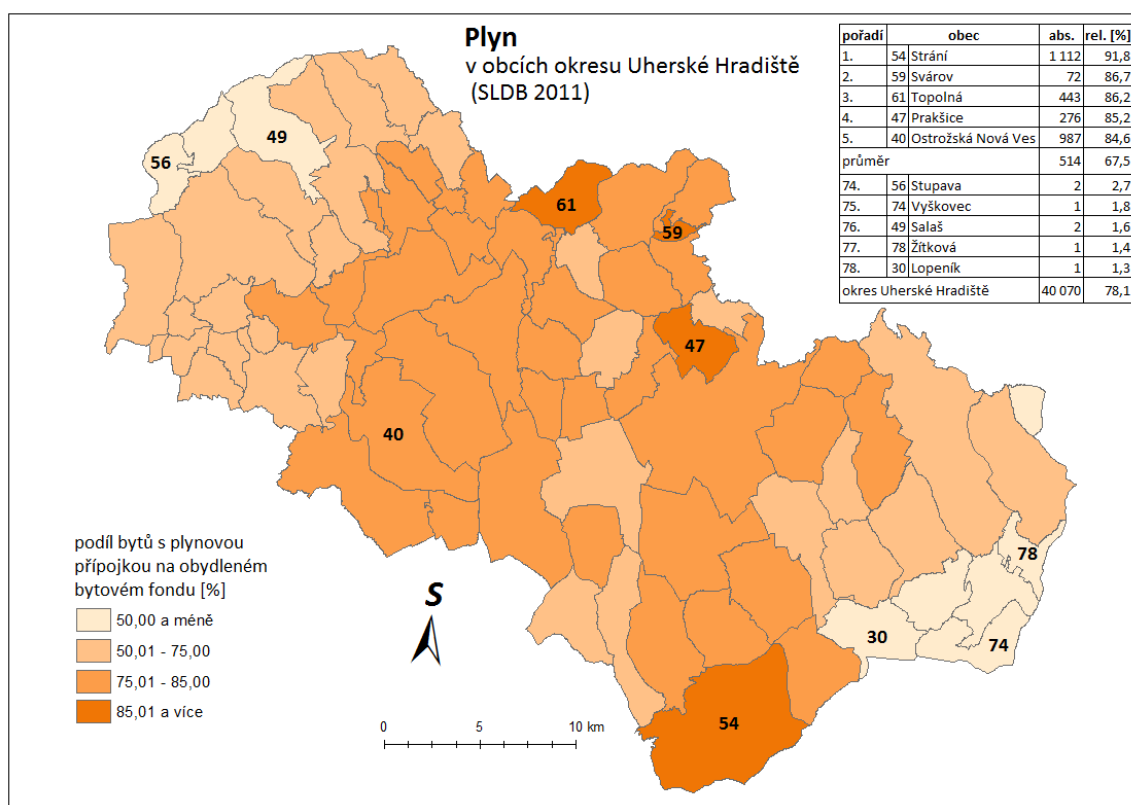 Plyn
v obcích okresu Uherské Hradiště
(SLDB 2011)
pořadí obec abs. rel. [%]
1. 54 Strání 1 112 91,8
2. 59 Svárov 72 86,7
3. 61 Topolná 443 86,2
4. 47 Prakšice 276 85,2
5. 40 Ostrožská Nová Ves 987 84,6
průměr 514 67,5
74. 56 Stupava 2 2,7
75. 74 Vyškovec 1 1,8
76. 49 Salaš 2 1,6
77. 78 Žítková 1 1,4
78. 30 Lopeník 1 1,3
okres Uherské Hradiště 40 070 78,1
49
56
61
59
47
40
78
30
74
54
podíl bytů s plynovou
přípojkou na obydleném
bytovém fondu [%]
50,00 a méně
50,01 - 75,00
75,01 - 85,00
85,01 a více
S
0 5 10 km